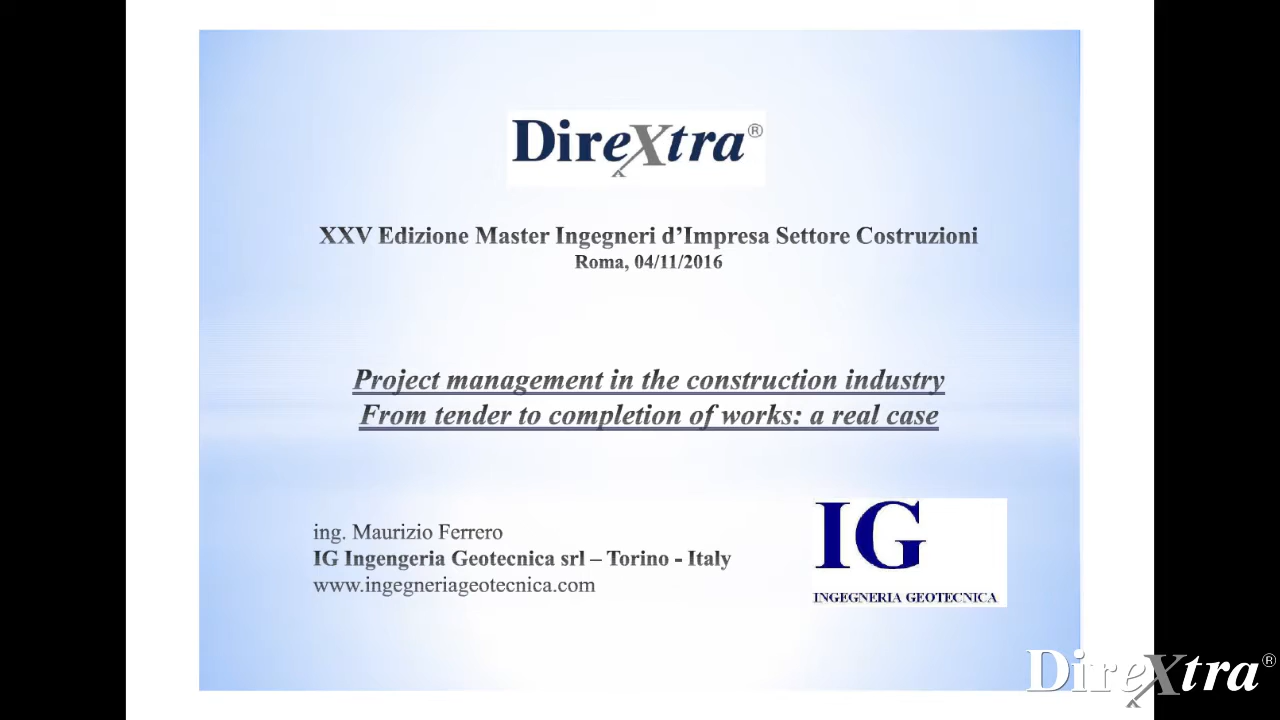 DireXtra®
XXV Edizione Master Ingegneri d’Impresa Settore Costruzioni
Roma, 04/11/2016
Project management in the construction industry
From tender to completion of works: a real case
ing. Maurizio Ferrero
IG Ingengeria Geotecnica srl – Torino - Italy
www.ingegneriageotecnica.com
IG
INGEGNERIA GEOTECNICA
DireXtra®